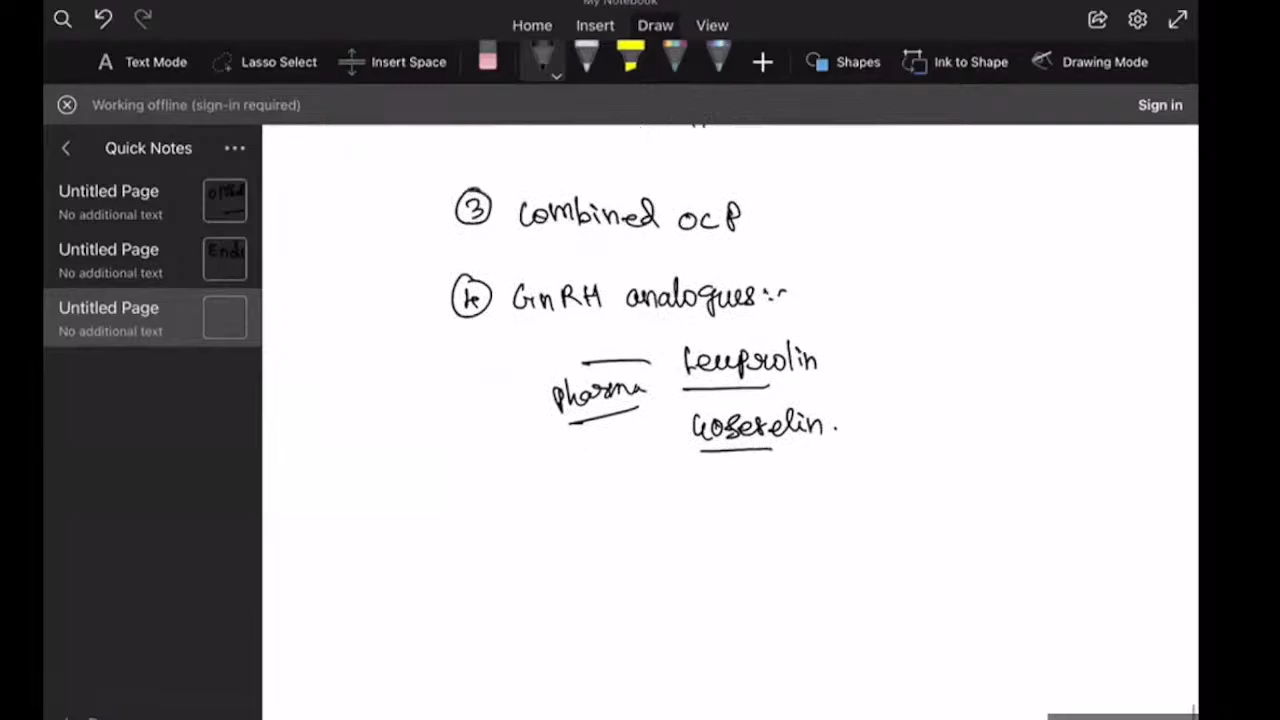 My Notebook
Home Insert Draw View
Text Mode Lasso Select Insert Space Shapes Ink to Shape Drawing Mode
Working offline (sign-in required) Sign in
Quick Notes
Untitled Page
No additional text
Untitled Page
No additional text
Untitled Page
No additional text
③ Combined OCP
④ GnRH analogues:-
Leuprolin
Pharma
Goserelin.